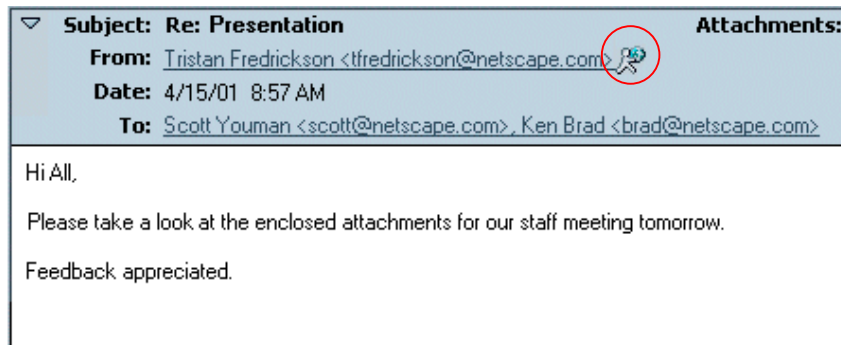 Subject: Re: Presentation Attachments:
From: Tristan Fredrickson <tfredrickson@netscape.com>
Date: 4/15/01 8:57 AM
To: Scott Youman <scott@netscape.com>, Ken Brad <brad@netscape.com>
Hi All,
Please take a look at the enclosed attachments for our staff meeting tomorrow.
Feedback appreciated.